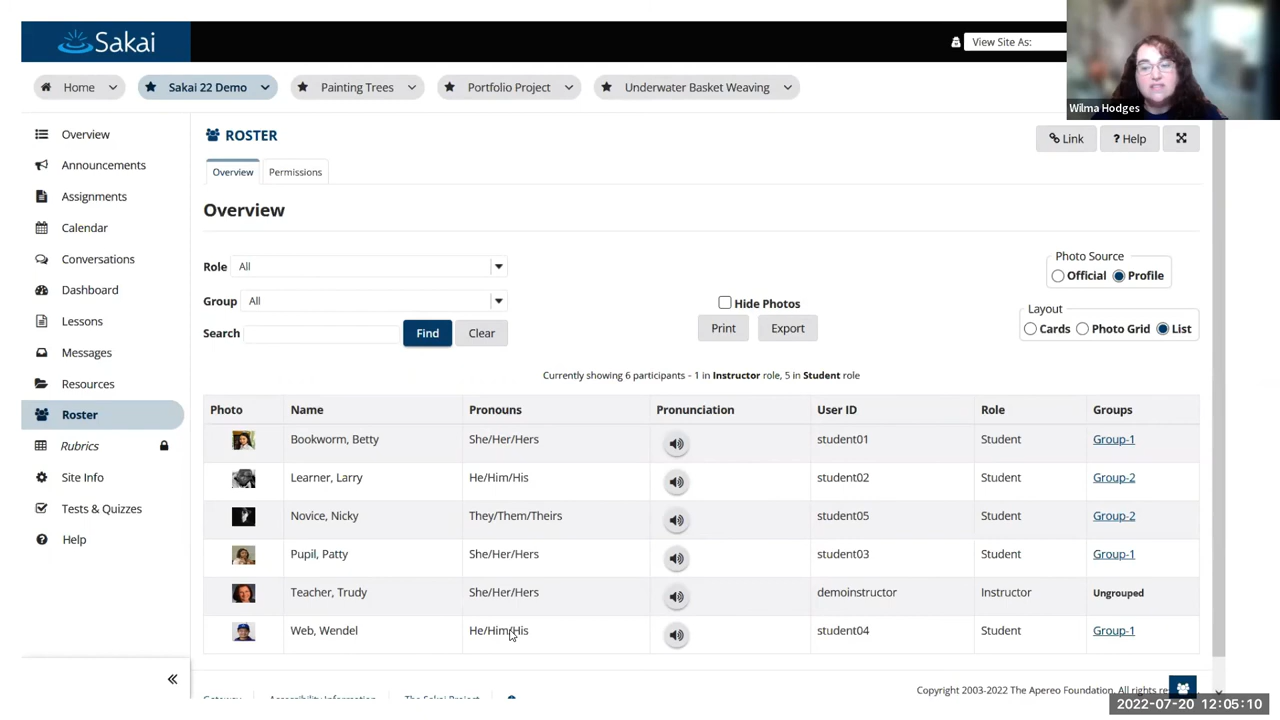 Sakai
View Site As:
Wilma Hodges
Home
Sakai 22 Demo
Painting Trees
Portfolio Project
Underwater Basket Weaving
Overview
Announcements
Assignments
Calendar
Conversations
Dashboard
Lessons
Messages
Resources
Roster
Rubrics
Site Info
Tests & Quizzes
Help
ROSTER
Link
? Help
Overview
Permissions
Overview
Role All
Group All
Search
Find
Clear
Hide Photos
Print
Export
Photo Source
Official Profile
Layout
Cards Photo Grid List
Currently showing 6 participants - 1 in Instructor role, 5 in Student role
Photo Name Pronouns Pronunciation User ID Role Groups
Bookworm, Betty She/Her/Hers student01 Student Group-1
Learner, Larry He/Him/His student02 Student Group-2
Novice, Nicky They/Them/Theirs student05 Student Group-2
Pupil, Patty She/Her/Hers student03 Student Group-1
Teacher, Trudy She/Her/Hers demoinstructor Instructor Ungrouped
Web, Wendel He/Him/His student04 Student Group-1
Gateway Accessibility Information The Sakai Project
Copyright 2003-2022 The Apereo Foundation. All rights re
2022-07-20 12:05:10